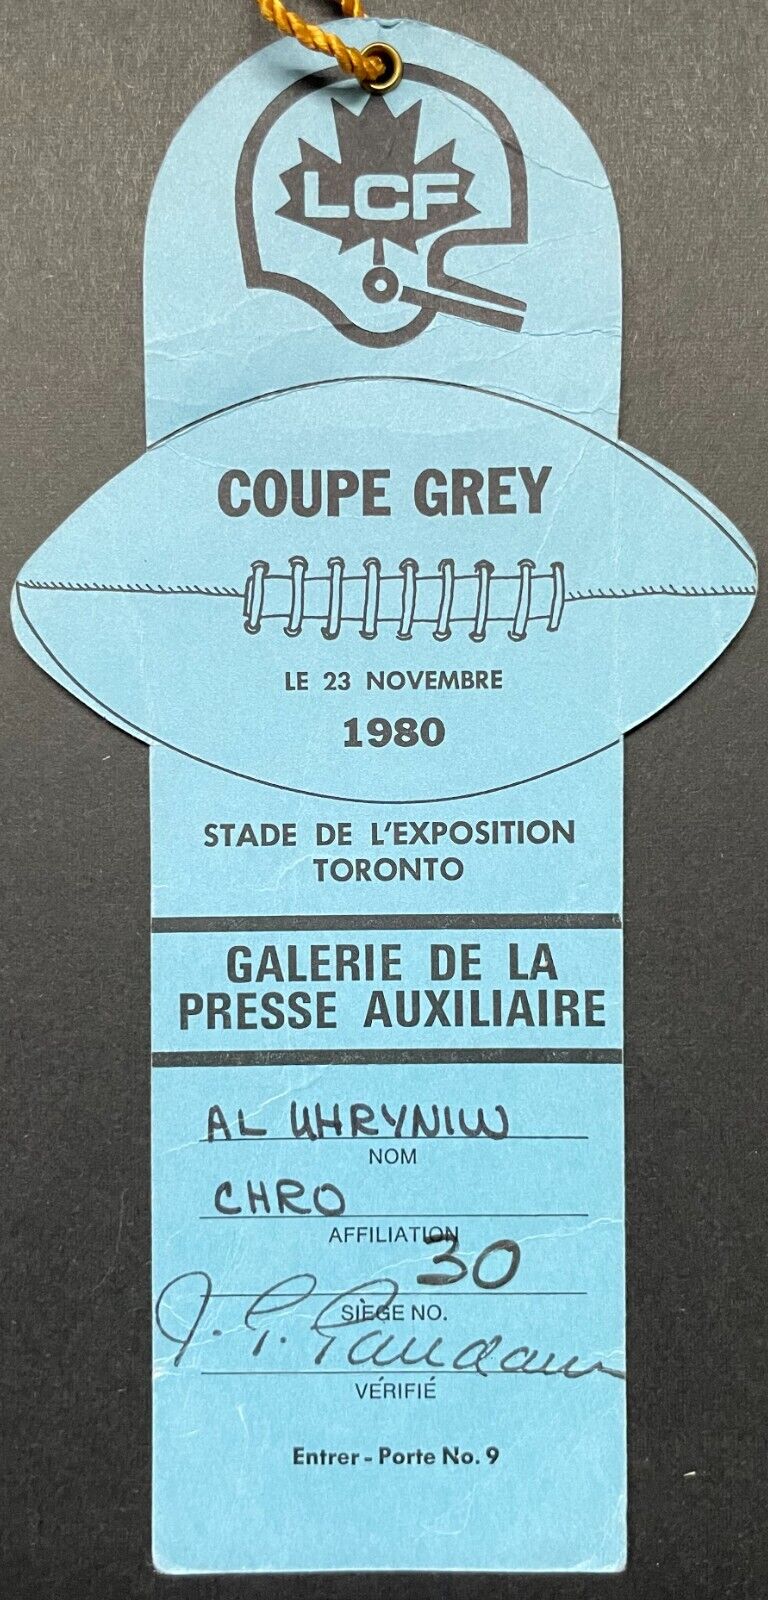 LCF
COUPE GREY
LE 23 NOVEMBRE
1980
STADE DE L'EXPOSITION
TORONTO
GALERIE DE LA
PRESSE AUXILIAIRE
AL UHRYNIW
NOM
CHRO
AFFILIATION
30
SIÈGE NO.
J. G. Gaudaur
VÉRIFIÉ
Entrer - Porte No. 9